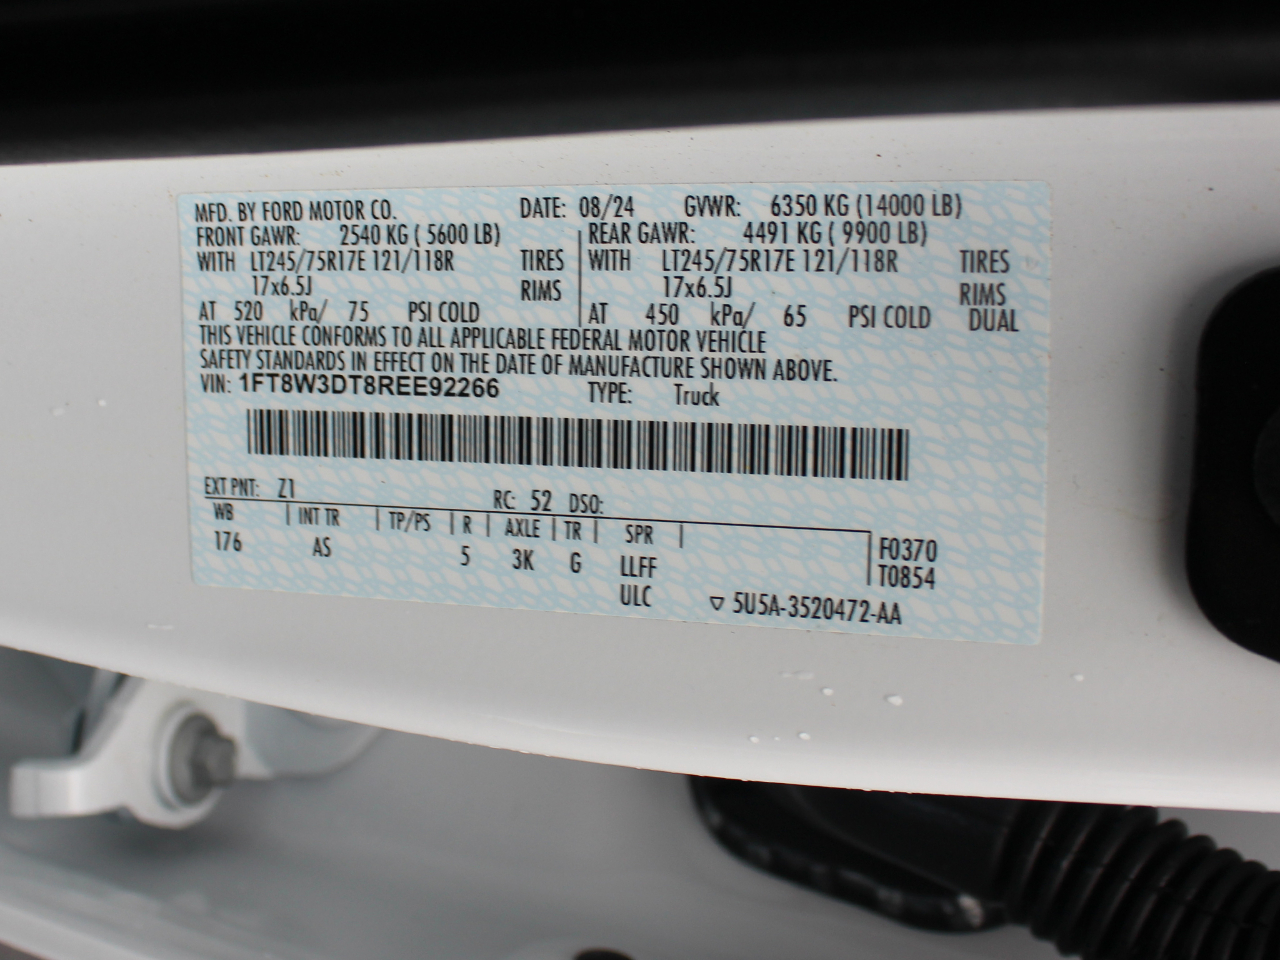 MFD. BY FORD MOTOR CO. DATE: 08/24 GVWR: 6350 KG (14000 LB)
FRONT GAWR: 2540 KG ( 5600 LB) REAR GAWR: 4491 KG ( 9900 LB)
WITH LT245/75R17E 121/118R TIRES WITH LT245/75R17E 121/118R TIRES
17x6.5J RIMS 17x6.5J RIMS
AT 520 kPa/ 75 PSI COLD AT 450 kPa/ 65 PSI COLD DUAL
THIS VEHICLE CONFORMS TO ALL APPLICABLE FEDERAL MOTOR VEHICLE
SAFETY STANDARDS IN EFFECT ON THE DATE OF MANUFACTURE SHOWN ABOVE.
VIN: 1FT8W3DT8REE92266 TYPE: Truck
EXT PNT: Z1 RC: 52 DSO:
WB | INT TR | TP/PS | R | AXLE | TR | SPR |
176 AS 5 3K G LLFF
ULC
F0370
T0854
▽ 5U5A-3520472-AA